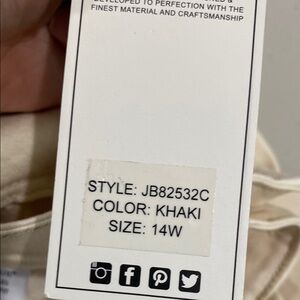 DEVELOPED TO PERFECTION WITH THE
FINEST MATERIAL AND CRAFTSMANSHIP
STYLE: JB82532C
COLOR: KHAKI
SIZE: 14W